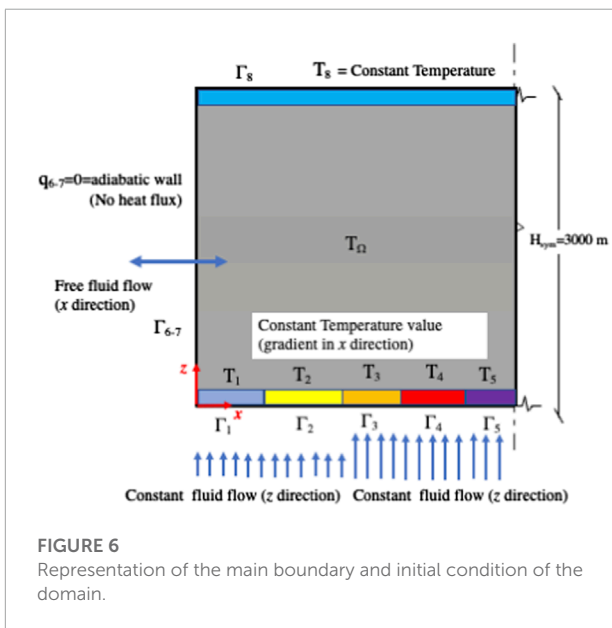 Γ₈ T₈ = Constant Temperature
q₆₋₇=0=adiabatic wall
(No heat flux)
T_Ω
H_sym=3000 m
Free fluid flow
(x direction)
Γ₆₋₇
Constant Temperature value
(gradient in x direction)
z
T₁ T₂ T₃ T₄ T₅
x
Γ₁ Γ₂ Γ₃ Γ₄ Γ₅
Constant fluid flow (z direction) Constant fluid flow (z direction)
FIGURE 6
Representation of the main boundary and initial condition of the
domain.